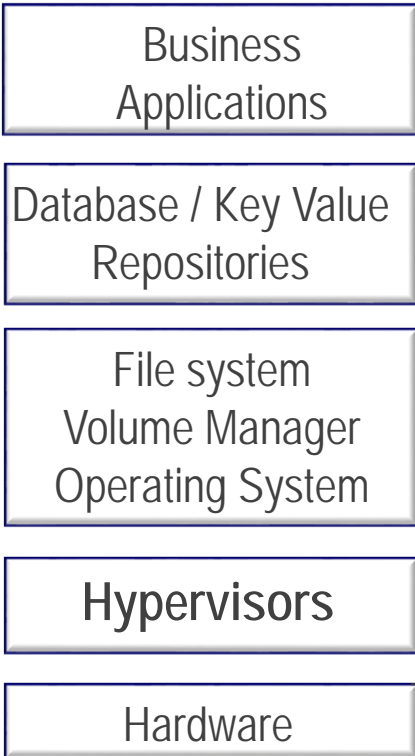 Business
Applications
Database / Key Value
Repositories
File system
Volume Manager
Operating System
Hypervisors
Hardware